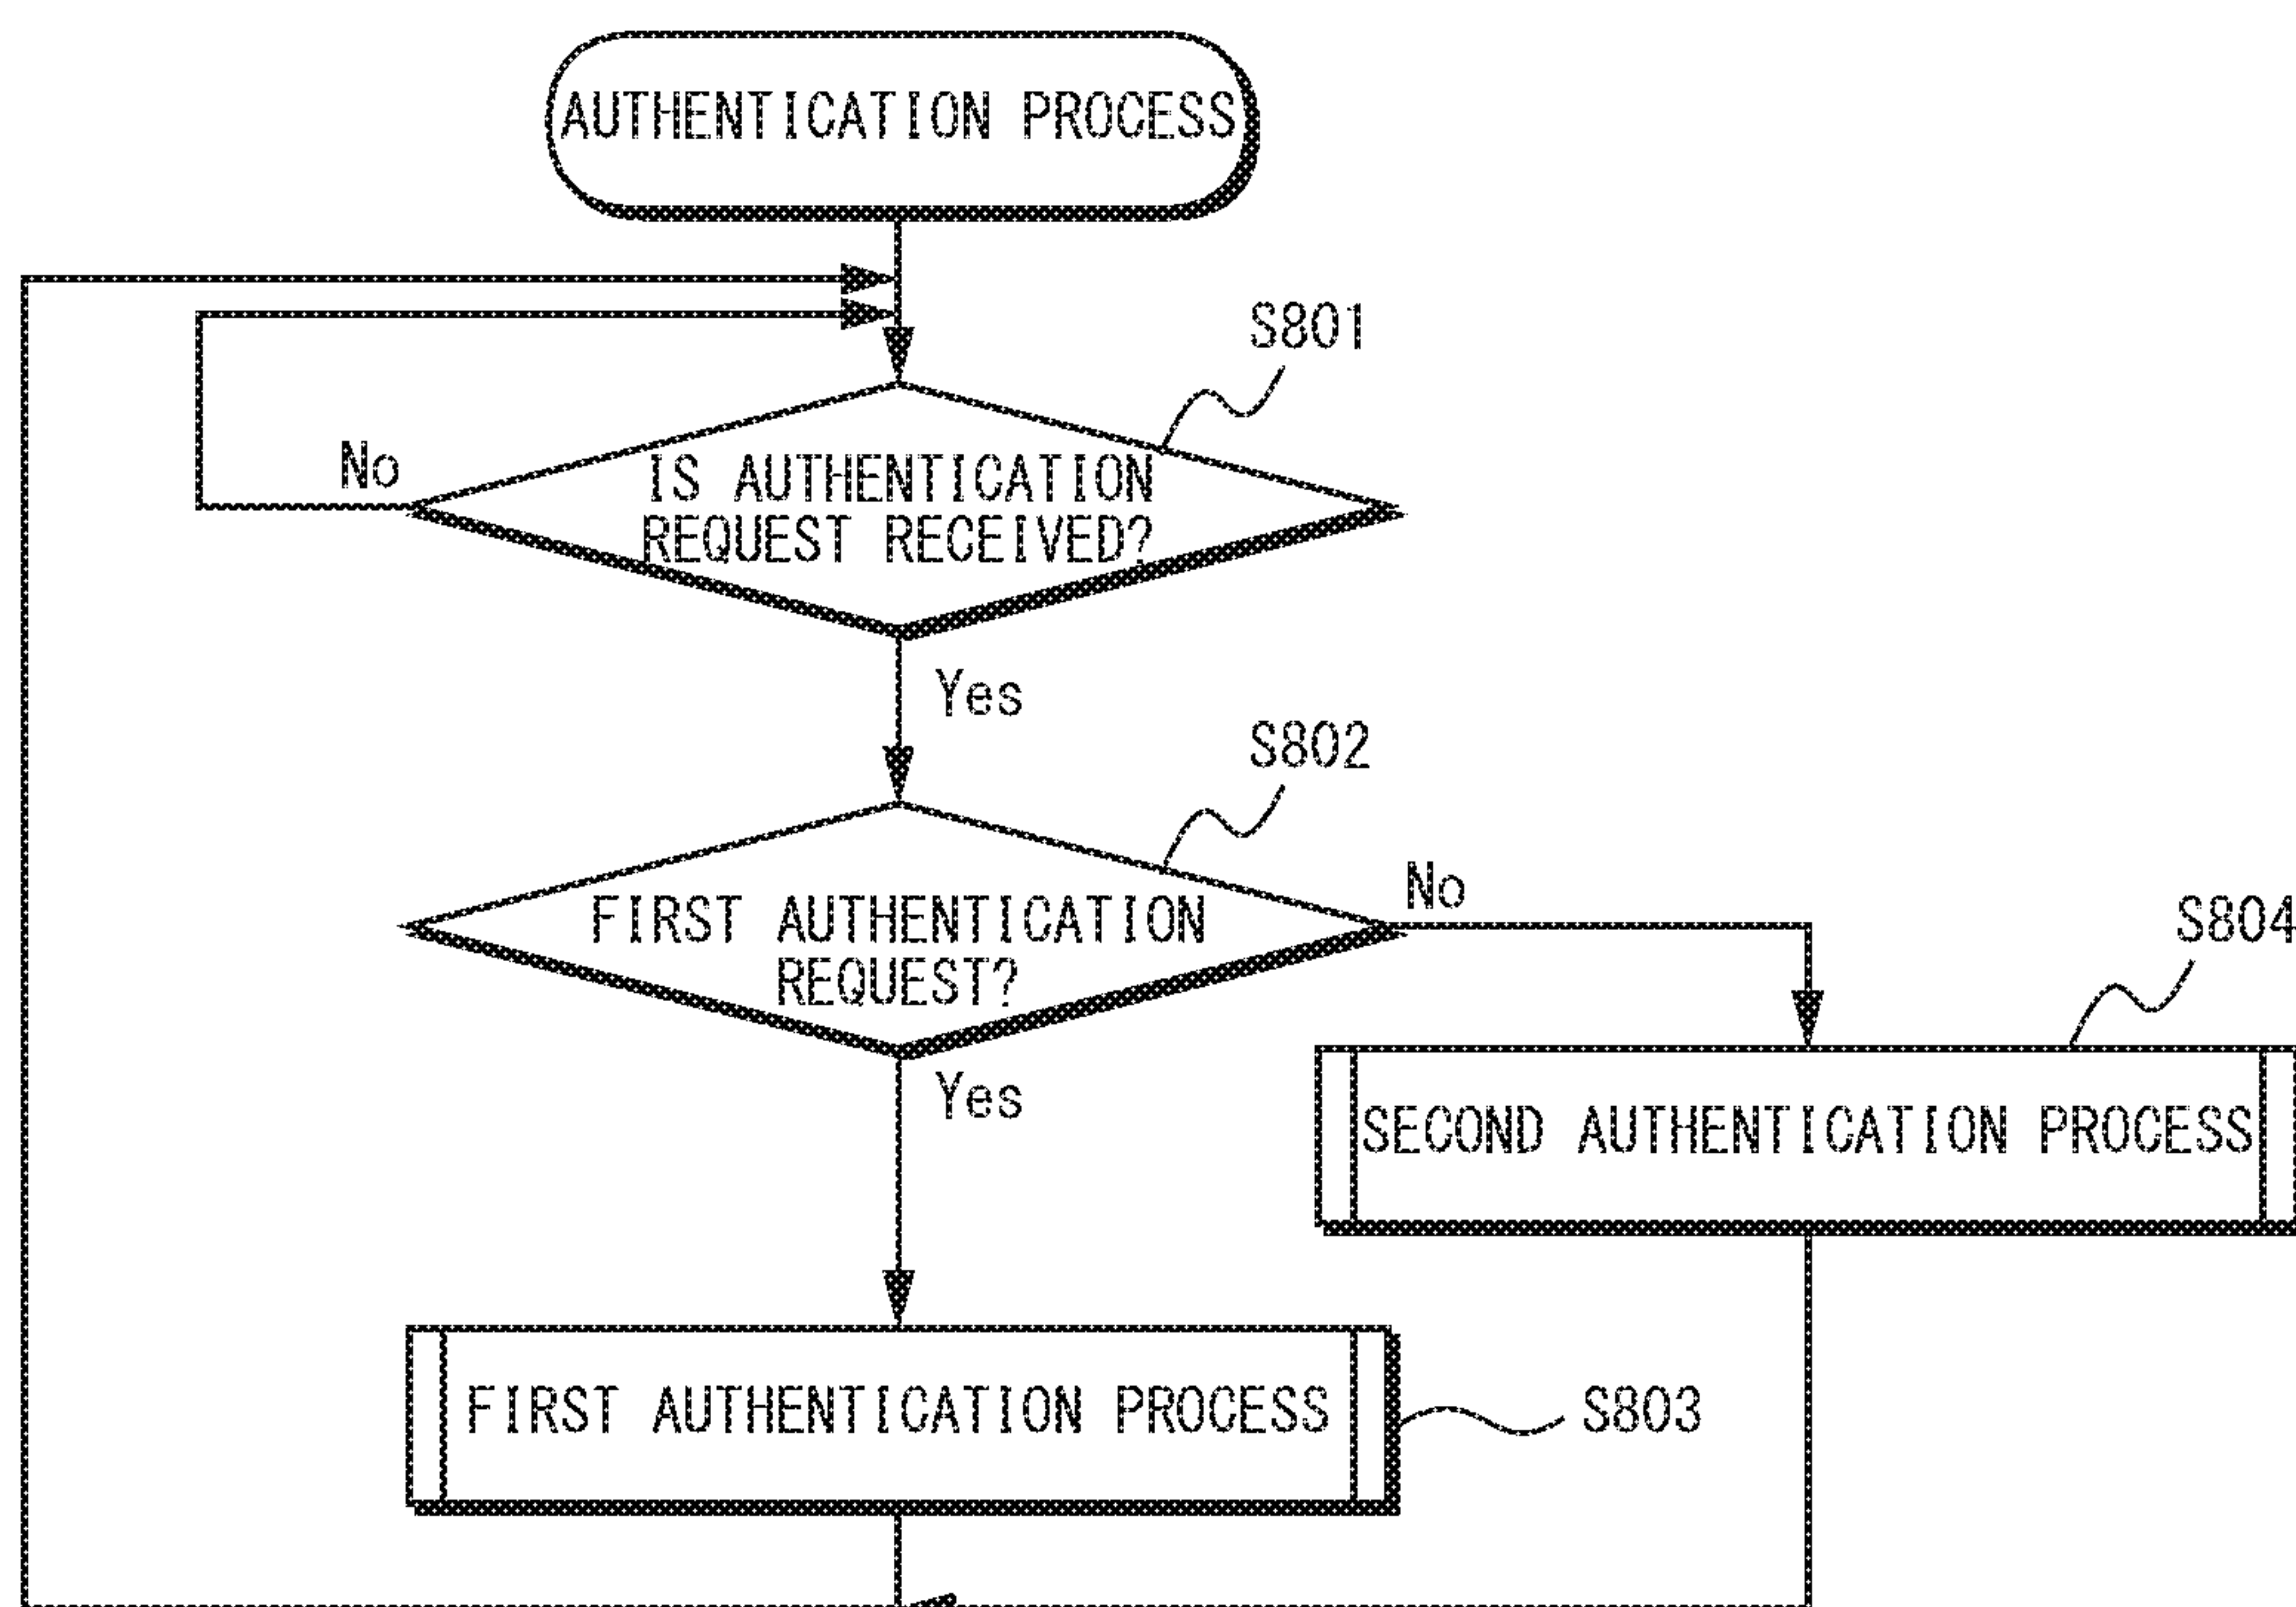 AUTHENTICATION PROCESS
S801
No
IS AUTHENTICATION
REQUEST RECEIVED?
Yes
S802
FIRST AUTHENTICATION
REQUEST?
No
S804
Yes
SECOND AUTHENTICATION PROCESS
FIRST AUTHENTICATION PROCESS
S803